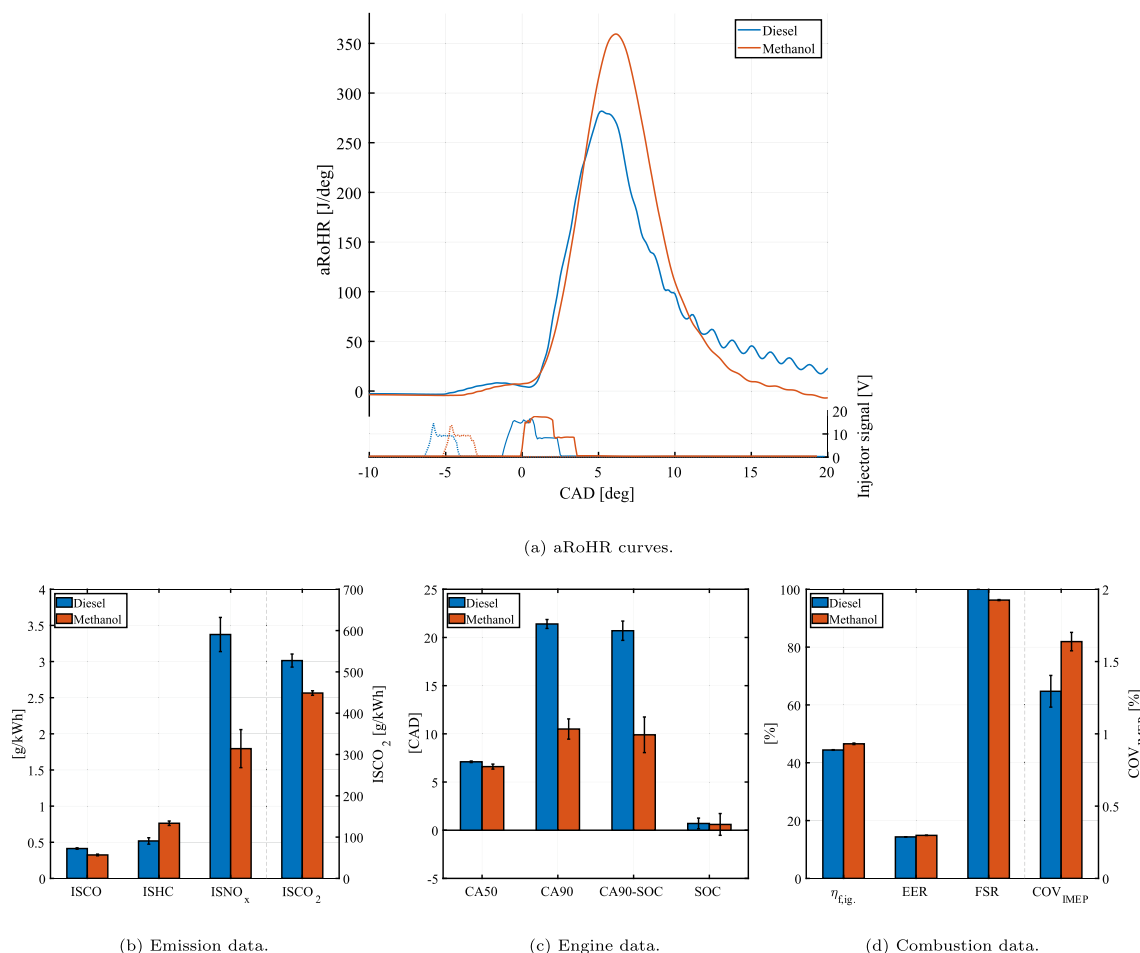 Diesel
Methanol
350
300
250
200
150
100
50
0
aRoHR [J/deg]
20
10
0
Injector signal [V]
-10
-5
0
5
10
15
20
CAD [deg]
(a) aRoHR curves.
4
3.5
3
2.5
2
1.5
1
0.5
0
[g/kWh]
Diesel
Methanol
700
600
500
400
300
200
100
0
ISCO₂ [g/kWh]
ISCO
ISHC
ISNOₓ
ISCO₂
(b) Emission data.
25
20
15
10
5
0
-5
[CAD]
Diesel
Methanol
CA50
CA90
CA90-SOC
SOC
(c) Engine data.
100
80
60
40
20
0
[%]
Diesel
Methanol
2
1.5
1
0.5
0
[%]
η f,ig.
EER
FSR
COV IMEP
(d) Combustion data.